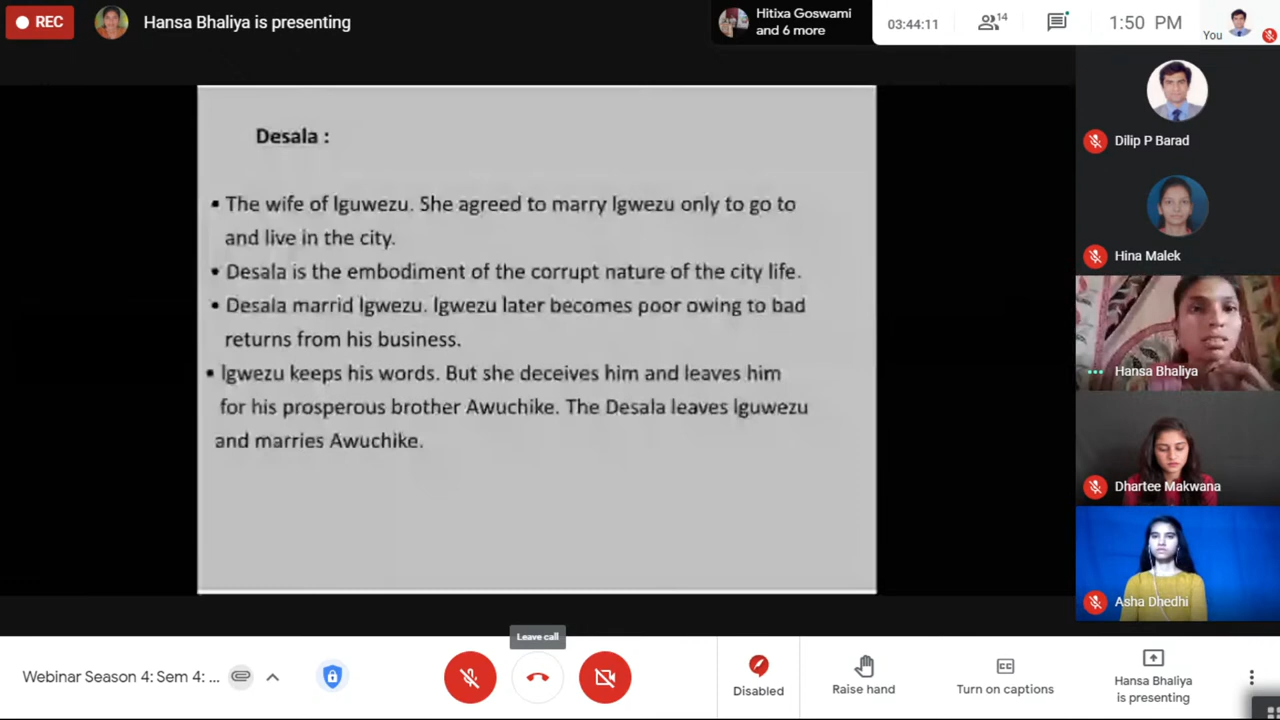 REC
Hansa Bhaliya is presenting
Hitixa Goswami
and 6 more
03:44:11
14
1:50 PM
You
Desala :
▪ The wife of Iguwezu. She agreed to marry Igwezu only to go to
and live in the city.
▪ Desala is the embodiment of the corrupt nature of the city life.
▪ Desala marrid Igwezu. Igwezu later becomes poor owing to bad
returns from his business.
▪ Igwezu keeps his words. But she deceives him and leaves him
for his prosperous brother Awuchike. The Desala leaves Iguwezu
and marries Awuchike.
Dilip P Barad
Hina Malek
Hansa Bhaliya
Dhartee Makwana
Asha Dhedhi
Leave call
Webinar Season 4: Sem 4: ...
Disabled
Raise hand
CC
Turn on captions
Hansa Bhaliya
is presenting